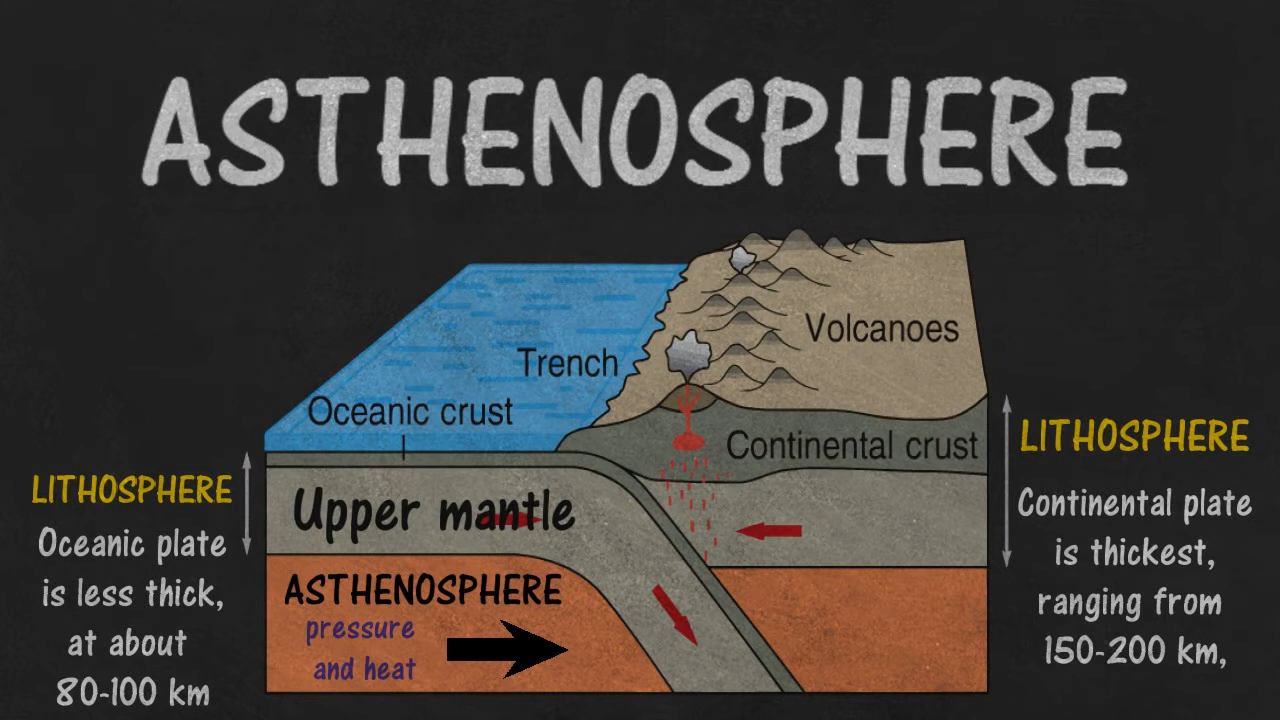 ASTHENOSPHERE
Volcanoes
Trench
Oceanic crust
Continental crust
LITHOSPHERE
Oceanic plate
is less thick,
at about
80-100 km
Upper mantle
ASTHENOSPHERE
pressure
and heat
LITHOSPHERE
Continental plate
is thickest,
ranging from
150-200 km,